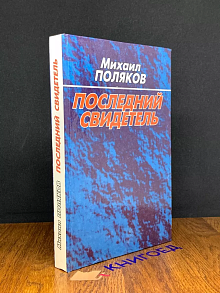 Михаил
ПОЛЯКОВ
ПОСЛЕДНИЙ
СВИДЕТЕЛЬ
ПОСЛЕДНИЙ СВИДЕТЕЛЬ
КНИГОЕД